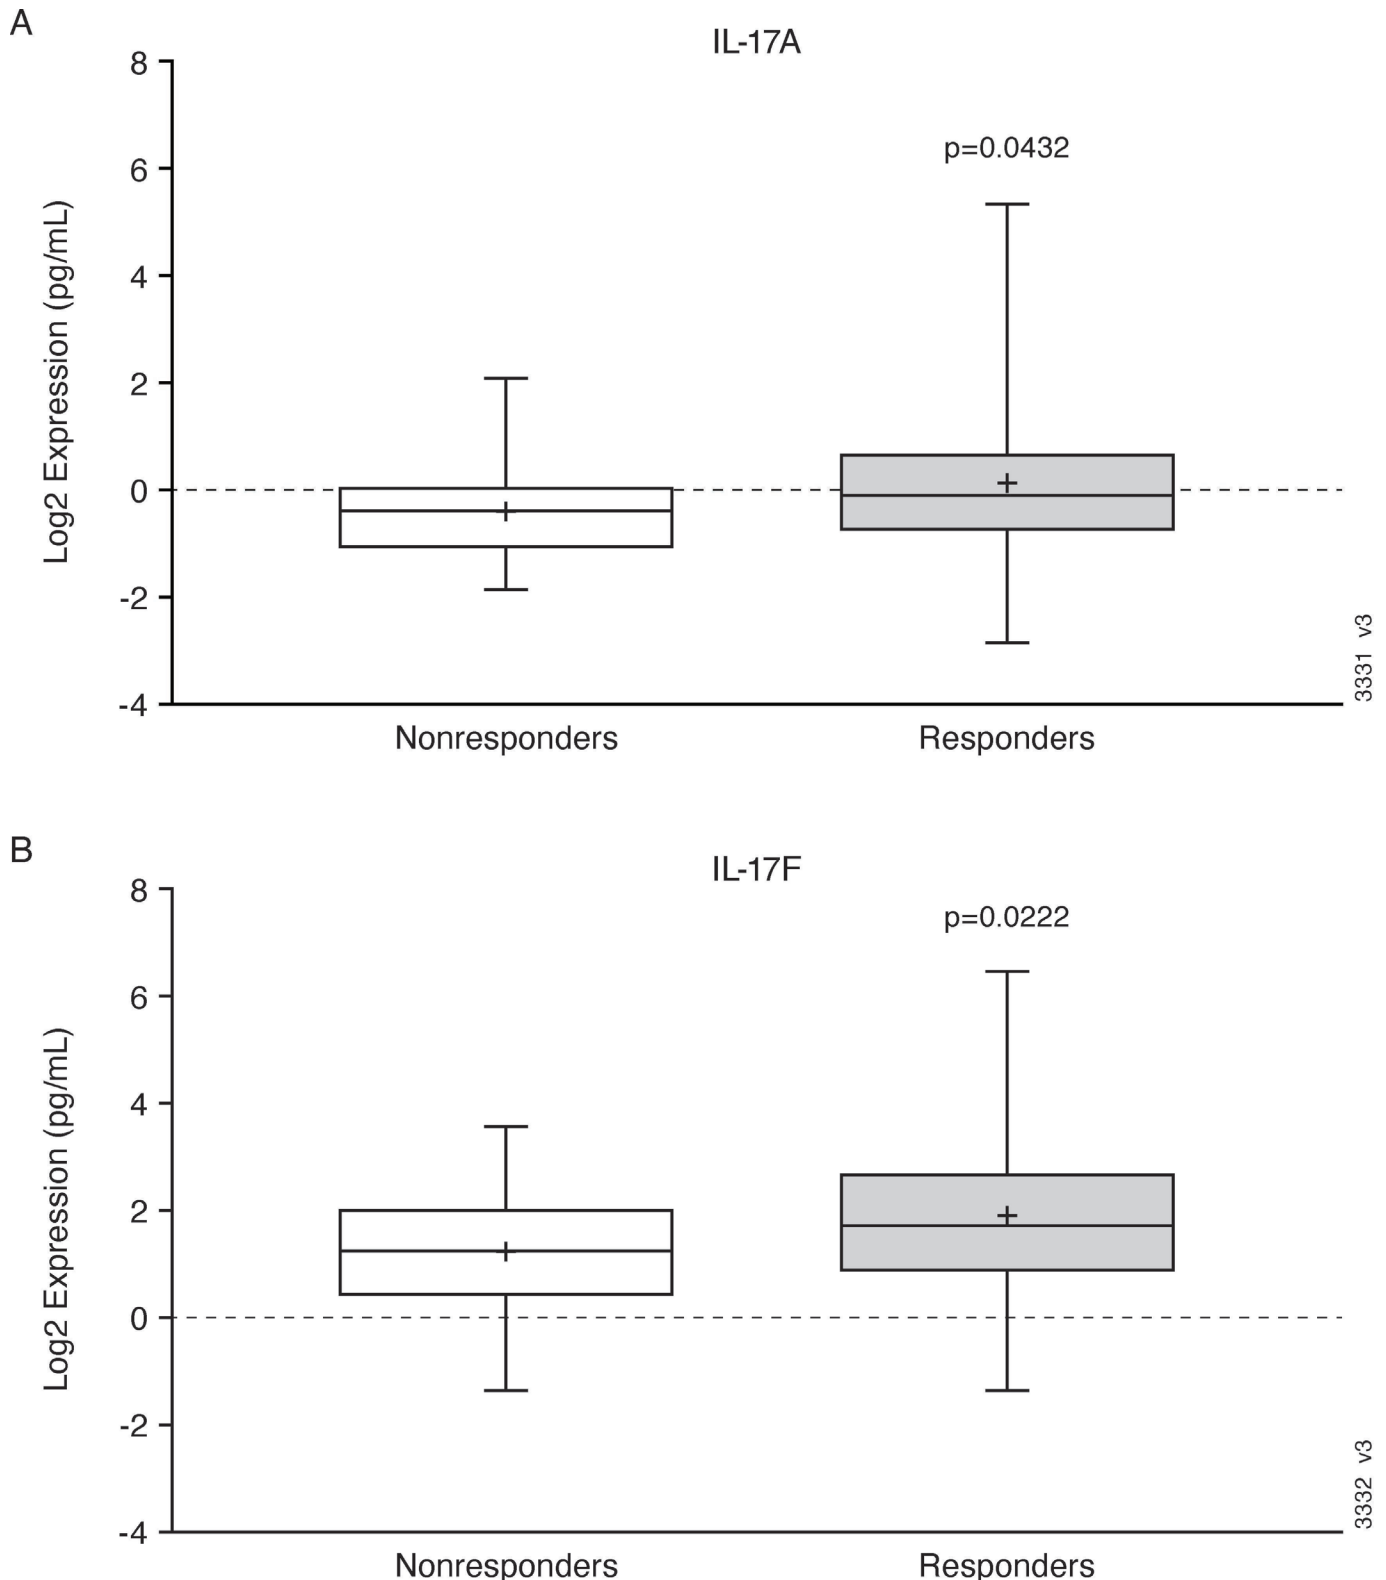 A
IL-17A
8
p=0.0432
6
4
2
0
-2
-4
Log2 Expression (pg/mL)
Nonresponders
Responders
3331 v3
B
IL-17F
8
p=0.0222
6
4
2
0
-2
-4
Log2 Expression (pg/mL)
Nonresponders
Responders
3332 v3